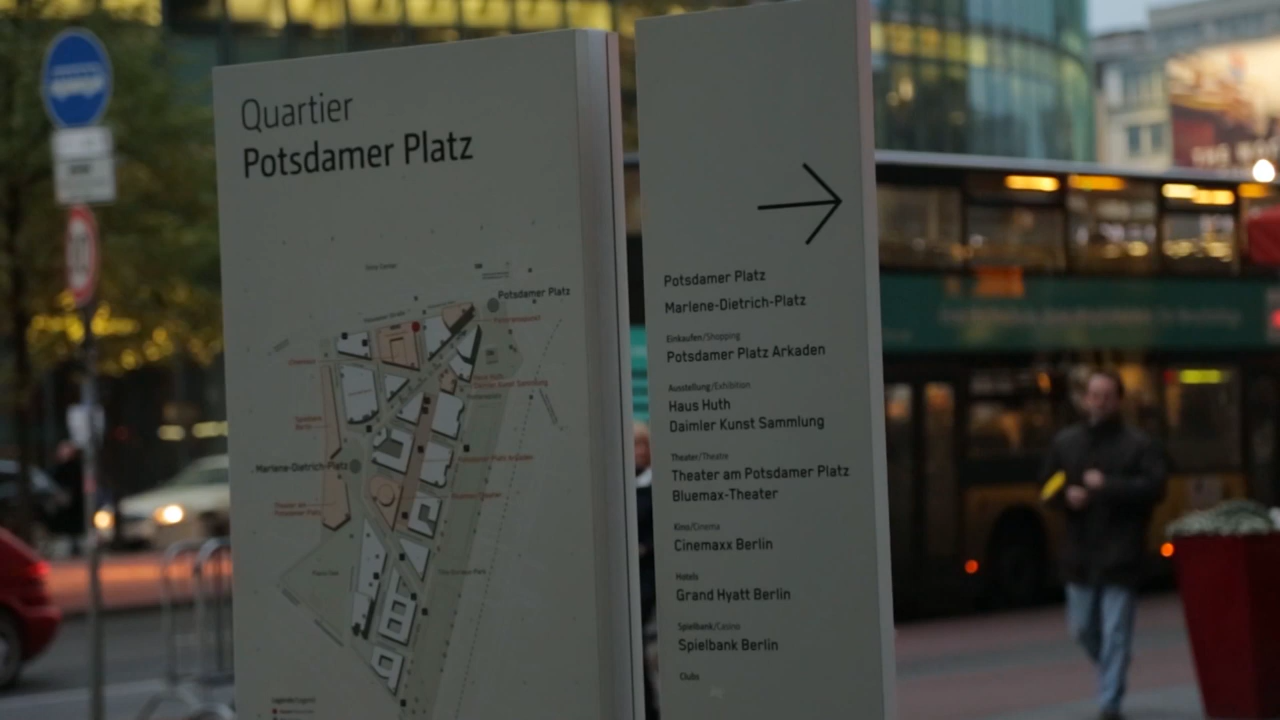 Quartier
Potsdamer Platz
Potsdamer Platz
Marlene-Dietrich-Platz
Potsdamer Platz
Marlene-Dietrich-Platz
Einkaufen/Shopping
Potsdamer Platz Arkaden
Ausstellung/Exhibition
Haus Huth
Daimler Kunst Sammlung
Theater/Theatre
Theater am Potsdamer Platz
Bluemax-Theater
Kino/Cinema
Cinemaxx Berlin
Hotels
Grand Hyatt Berlin
Spielbank/Casino
Spielbank Berlin
Clubs